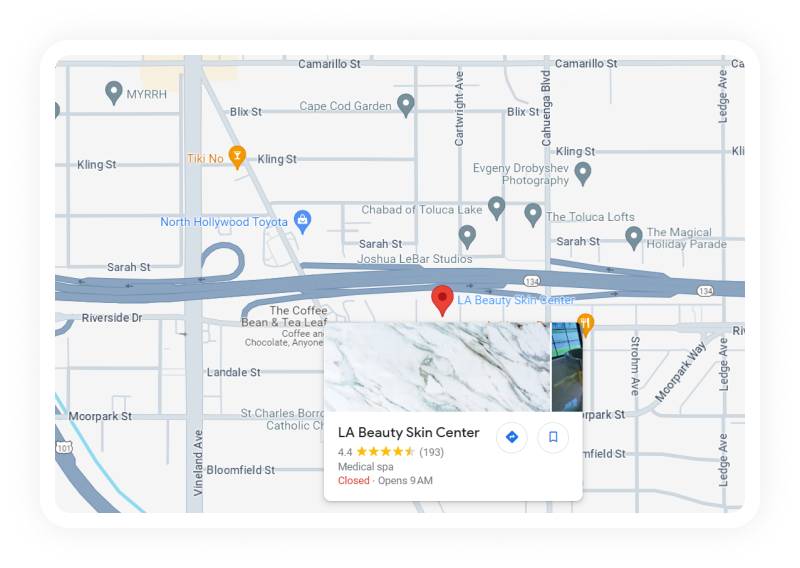 Camarillo St
Camarillo St
Ca
MYRRH
Cape Cod Garden
Blix St
Blix St
Cartwright Ave
Cahuenga Blvd
Ledge Ave
Tiki No
Kling St
Kling St
Kling St
Kli
Evgeny Drobyshev
Photography
Chabad of Toluca Lake
The Toluca Lofts
North Hollywood Toyota
The Magical
Holiday Parade
Sarah St
Sarah St
Joshua LeBar Studios
Sarah St
134
134
LA Beauty Skin Center
Riverside Dr
The Coffee
Bean & Tea Leaf
Coffee an
Chocolate, Anyone
Riv
Strohm Ave
Moorpark Way
Ledge Ave
Landale St
Moorpark St
St Charles Borro
Catholic Ch
rpark St
101
Vineland Ave
Bloomfield St
mfield St
Ledge Ave
LA Beauty Skin Center
4.4 (193)
Medical spa
Closed · Opens 9 AM